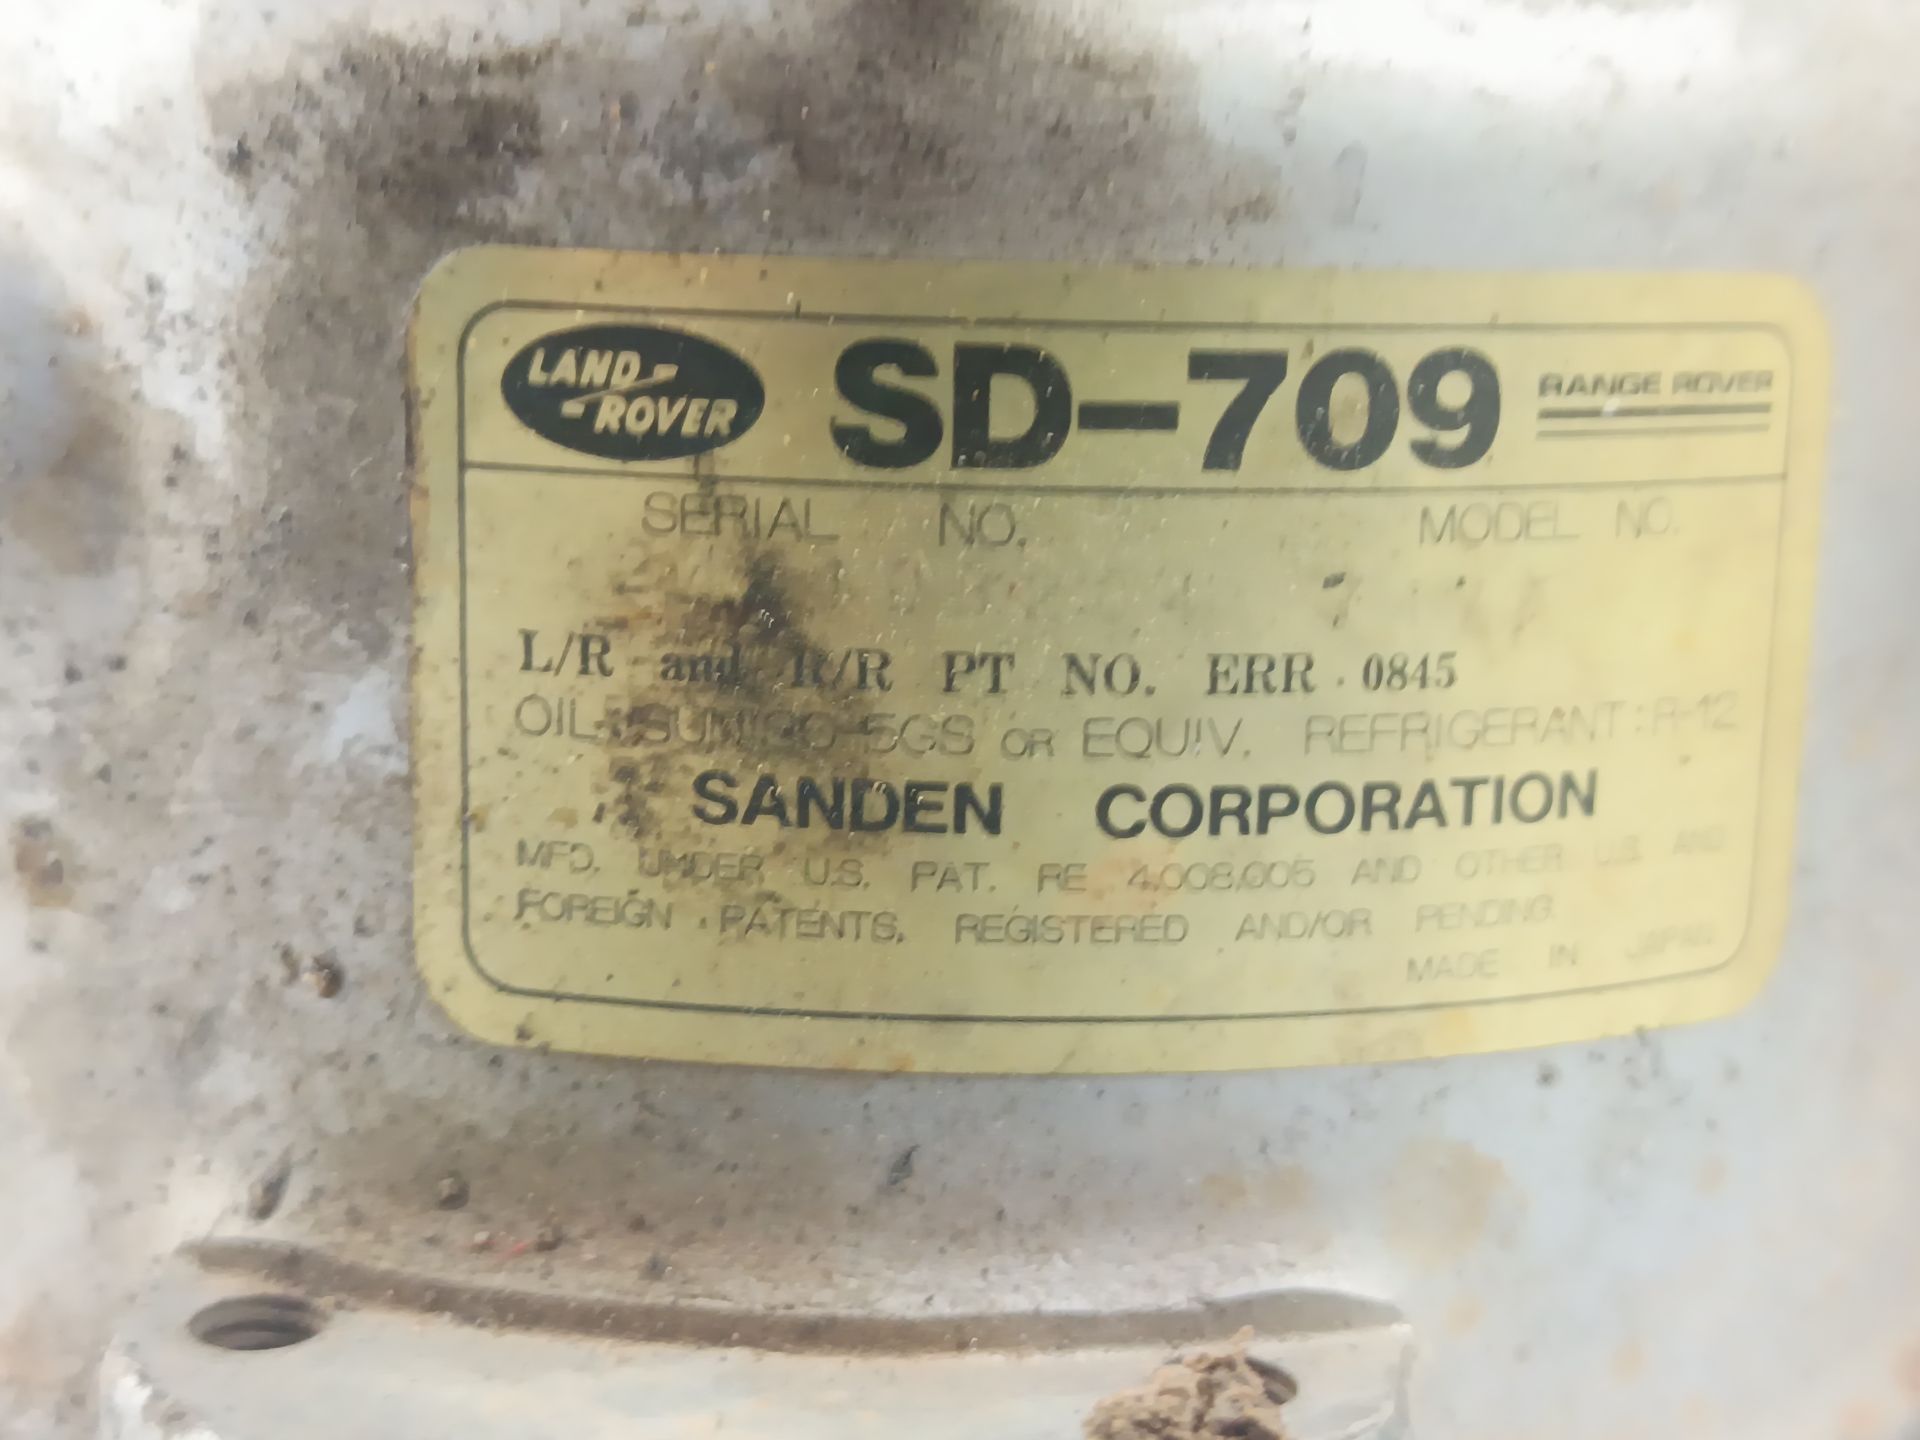 LAND-
-ROVER
SD-709
RANGE ROVER
SERIAL NO. MODEL NO.
L/R and R/R PT NO. ERR 0845
OIL: SUNISO 5GS OR EQUIV. REFRIGERANT: R-12
SANDEN CORPORATION
MFD. UNDER U.S. PAT. RE 4,008,005 AND OTHER U.S. AND
FOREIGN PATENTS, REGISTERED AND/OR PENDING.
MADE IN JAPAN